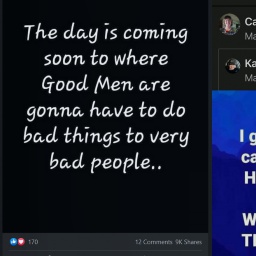 The day is coming
soon to where
Good Men are
gonna have to do
bad things to very
bad people..
170
12 Comments 9K Shares
Ca
Ma
Ka
Ma
I g
ca
H
W
T